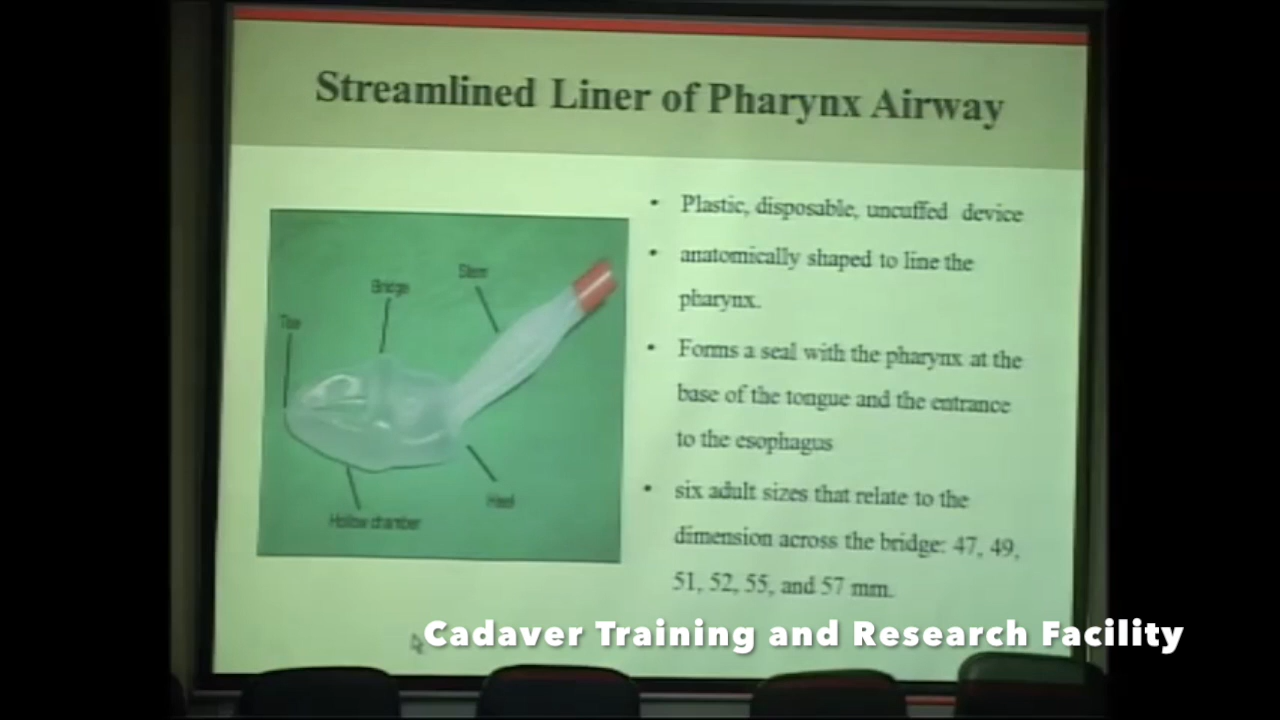 Streamlined Liner of Pharynx Airway
• Plastic, disposable, uncuffed device
• anatomically shaped to line the
pharynx.
• Forms a seal with the pharynx at the
base of the tongue and the entrance
to the esophagus
• six adult sizes that relate to the
dimension across the bridge: 47, 49,
51, 52, 55, and 57 mm.
Stem
Bridge
Toe
Heel
Hollow chamber
Cadaver Training and Research Facility